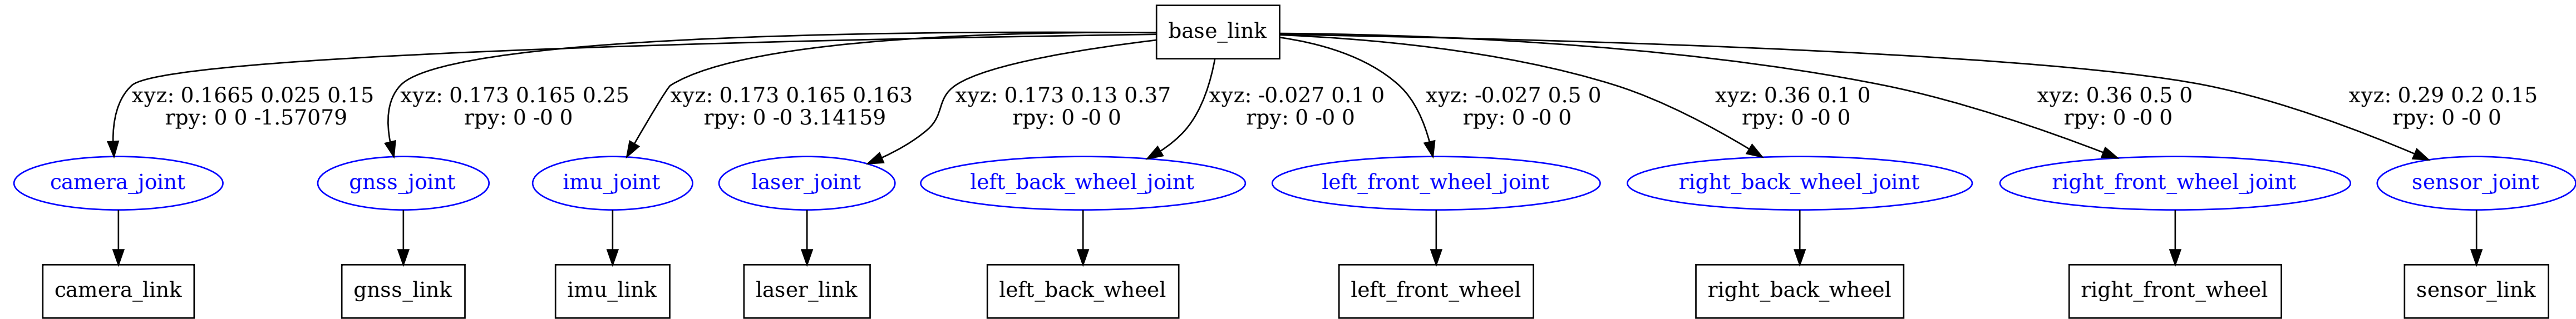 base_link
xyz: 0.1665 0.025 0.15
rpy: 0 0 -1.57079
xyz: 0.173 0.165 0.25
rpy: 0 -0 0
xyz: 0.173 0.165 0.163
rpy: 0 -0 3.14159
xyz: 0.173 0.13 0.37
rpy: 0 -0 0
xyz: -0.027 0.1 0
rpy: 0 -0 0
xyz: -0.027 0.5 0
rpy: 0 -0 0
xyz: 0.36 0.1 0
rpy: 0 -0 0
xyz: 0.36 0.5 0
rpy: 0 -0 0
xyz: 0.29 0.2 0.15
rpy: 0 -0 0
camera_joint
gnss_joint
imu_joint
laser_joint
left_back_wheel_joint
left_front_wheel_joint
right_back_wheel_joint
right_front_wheel_joint
sensor_joint
camera_link
gnss_link
imu_link
laser_link
left_back_wheel
left_front_wheel
right_back_wheel
right_front_wheel
sensor_link